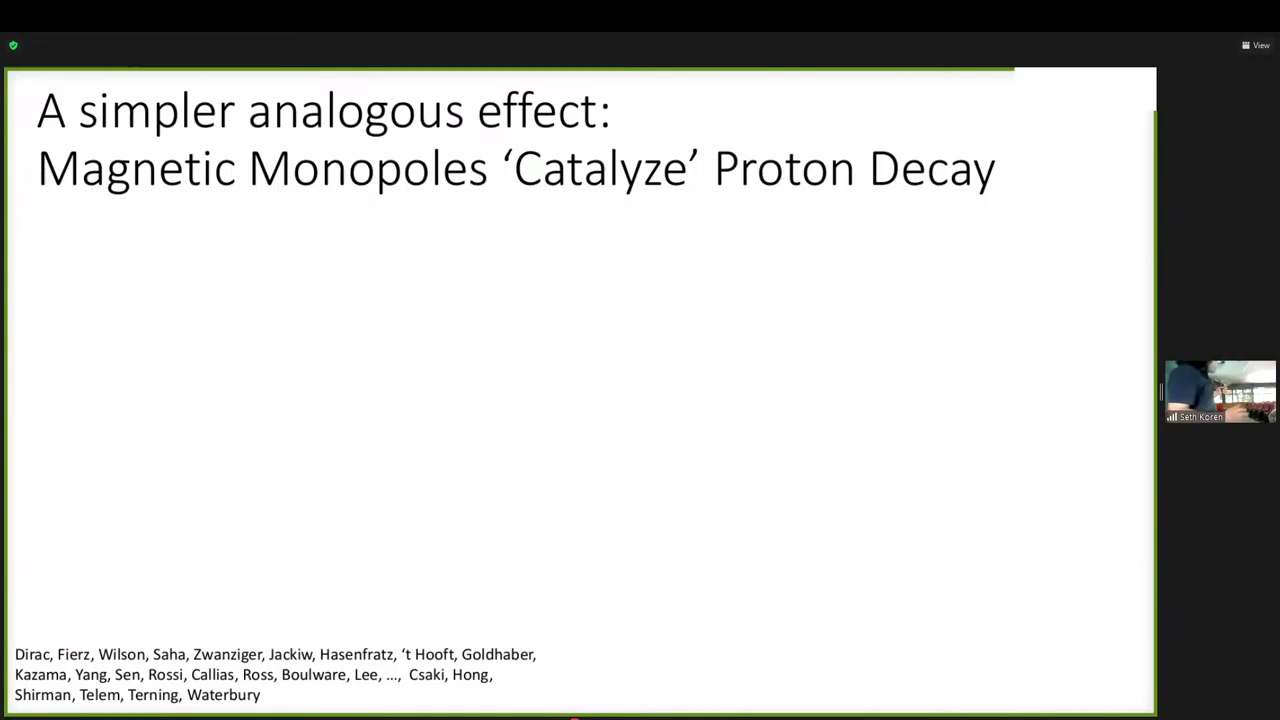 View
A simpler analogous effect:
Magnetic Monopoles ‘Catalyze’ Proton Decay
Seth Koren
Dirac, Fierz, Wilson, Saha, Zwanziger, Jackiw, Hasenfratz, ‘t Hooft, Goldhaber,
Kazama, Yang, Sen, Rossi, Callias, Ross, Boulware, Lee, …, Csaki, Hong,
Shirman, Telem, Terning, Waterbury